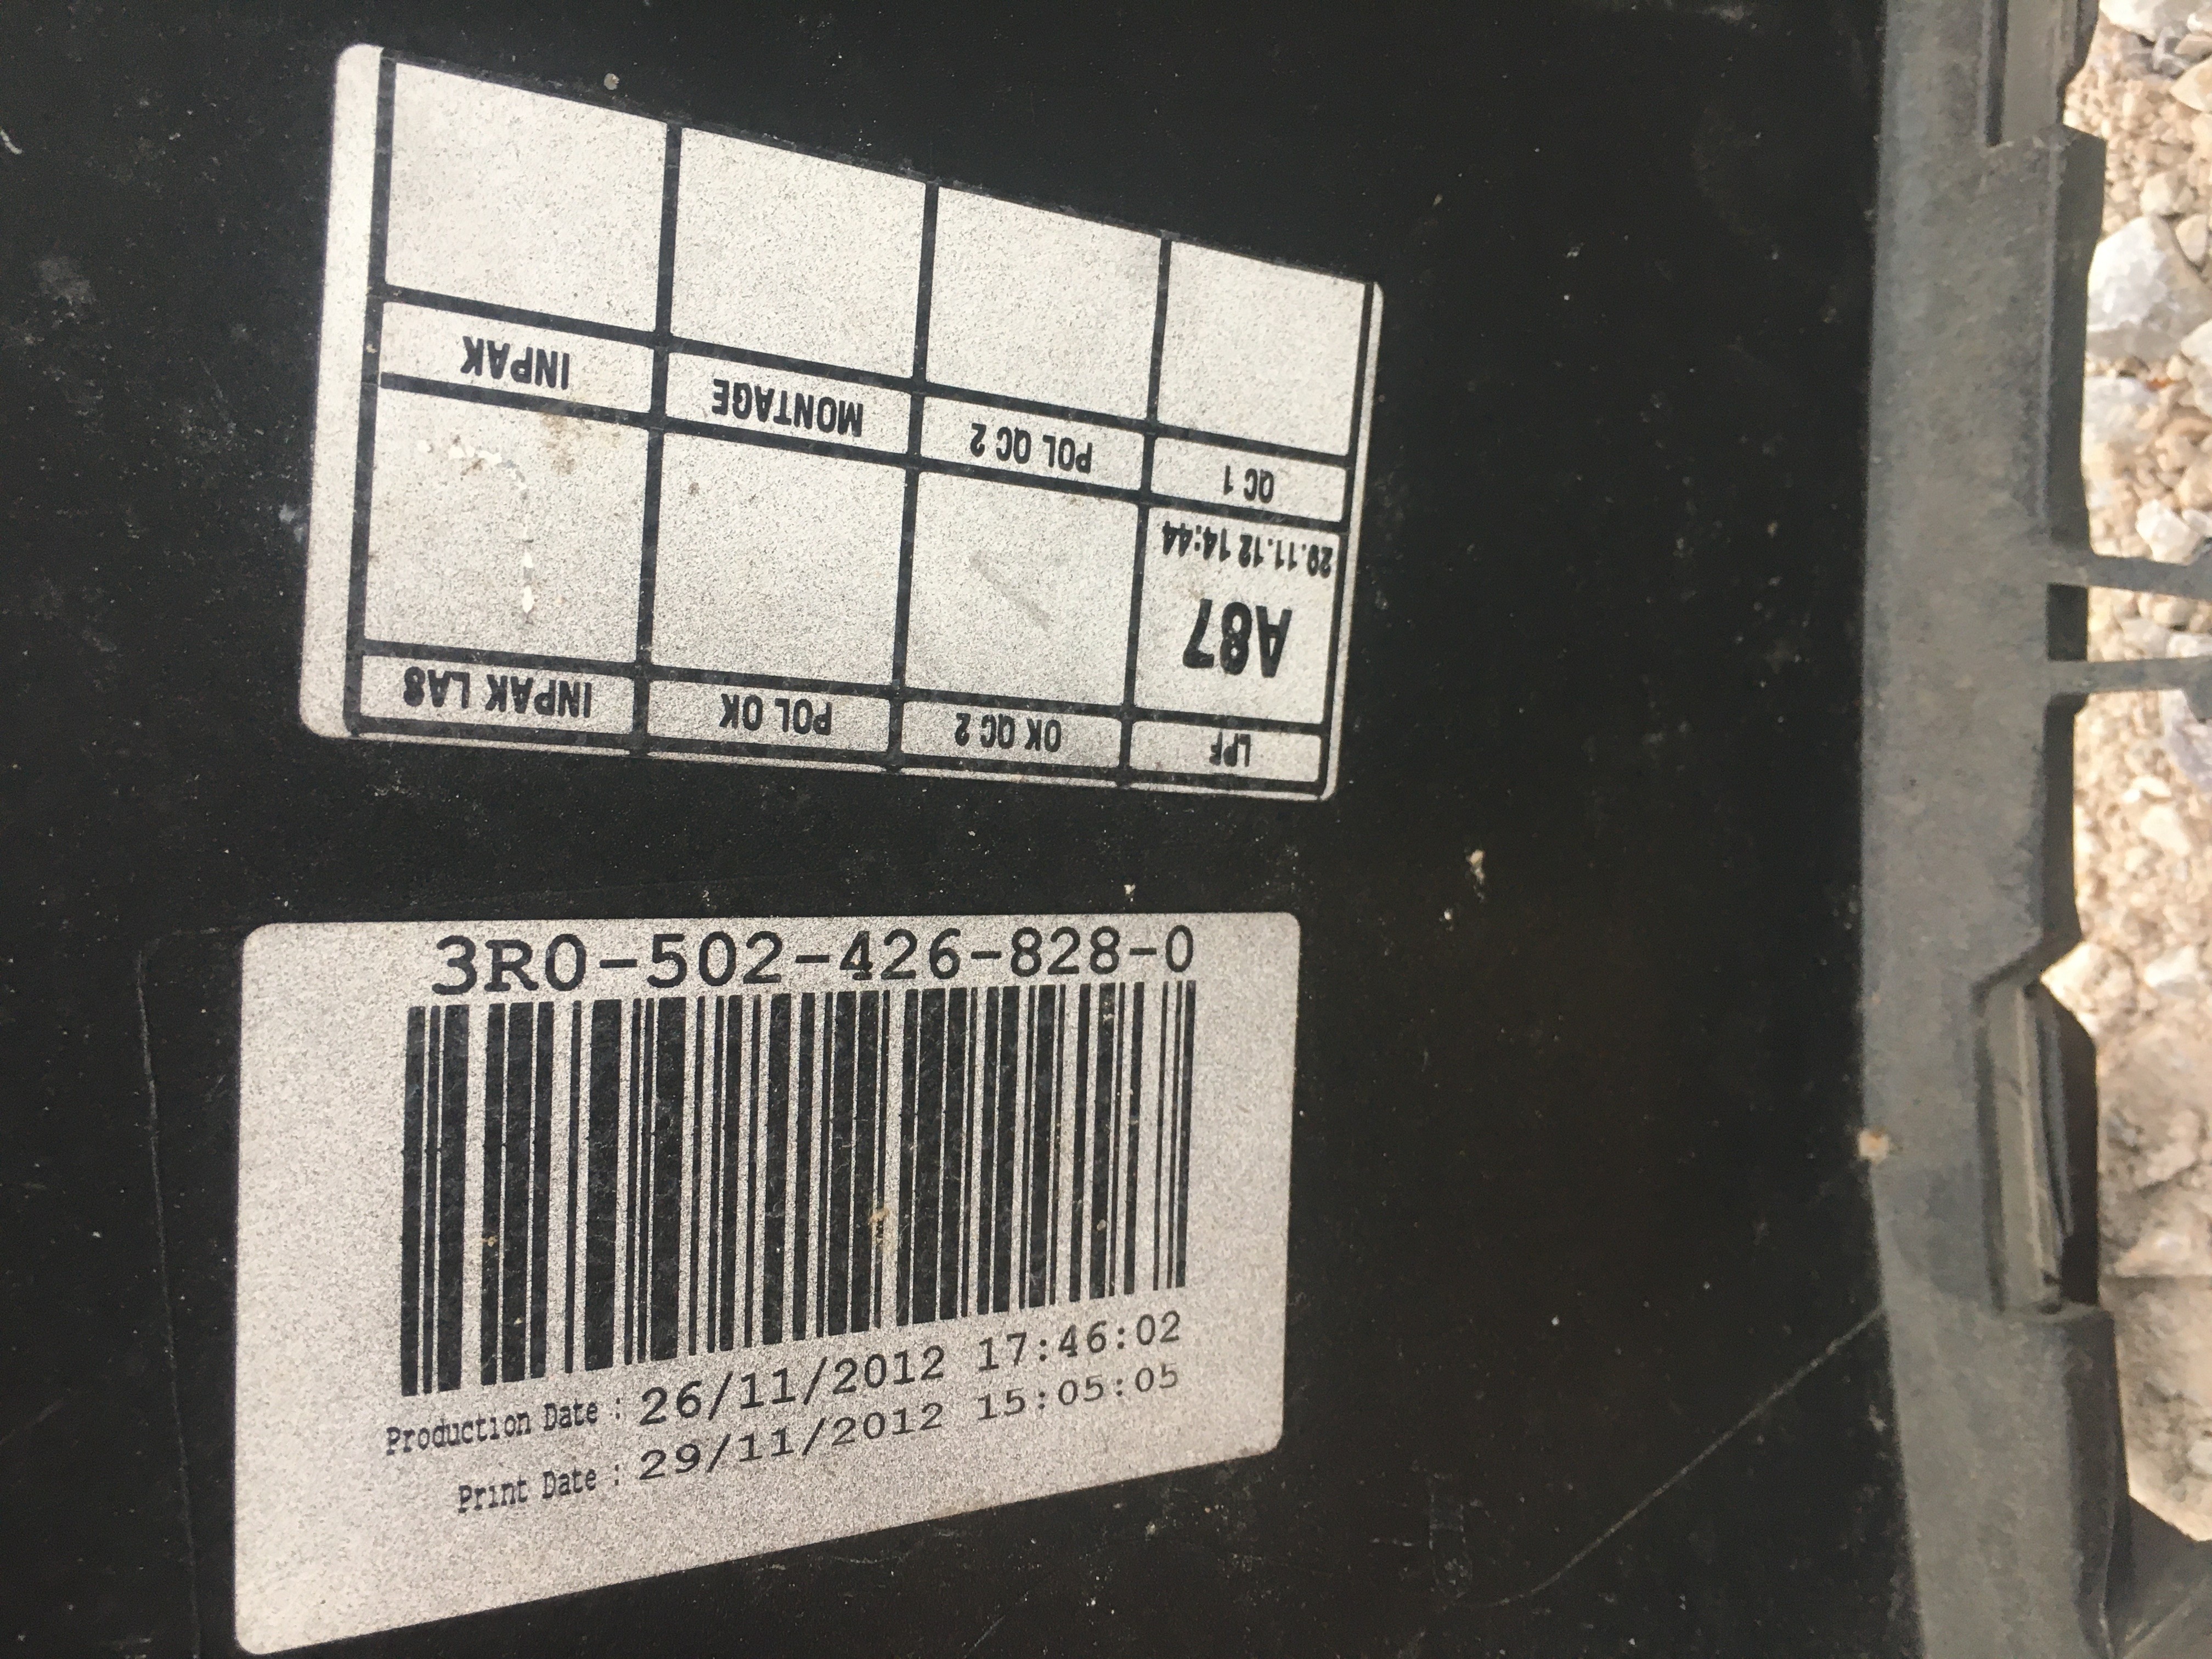 LPF
OK QC 2
POL OK
INPAK LAS
A87
29.11.12 14:44
QC 1
POL QC 2
MONTAGE
INPAK
3R0-502-426-828-0
Production Date : 26/11/2012 17:46:02
Print Date : 29/11/2012 15:05:05